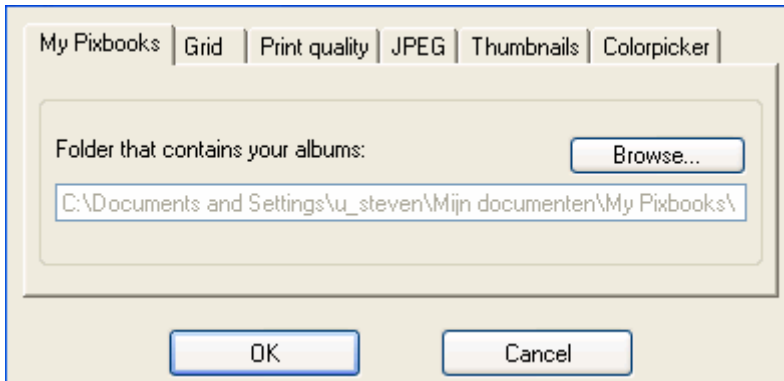 My Pixbooks Grid Print quality JPEG Thumbnails Colorpicker
Folder that contains your albums:
Browse...
C:\Documents and Settings\u_steven\Mijn documenten\My Pixbooks\
OK Cancel